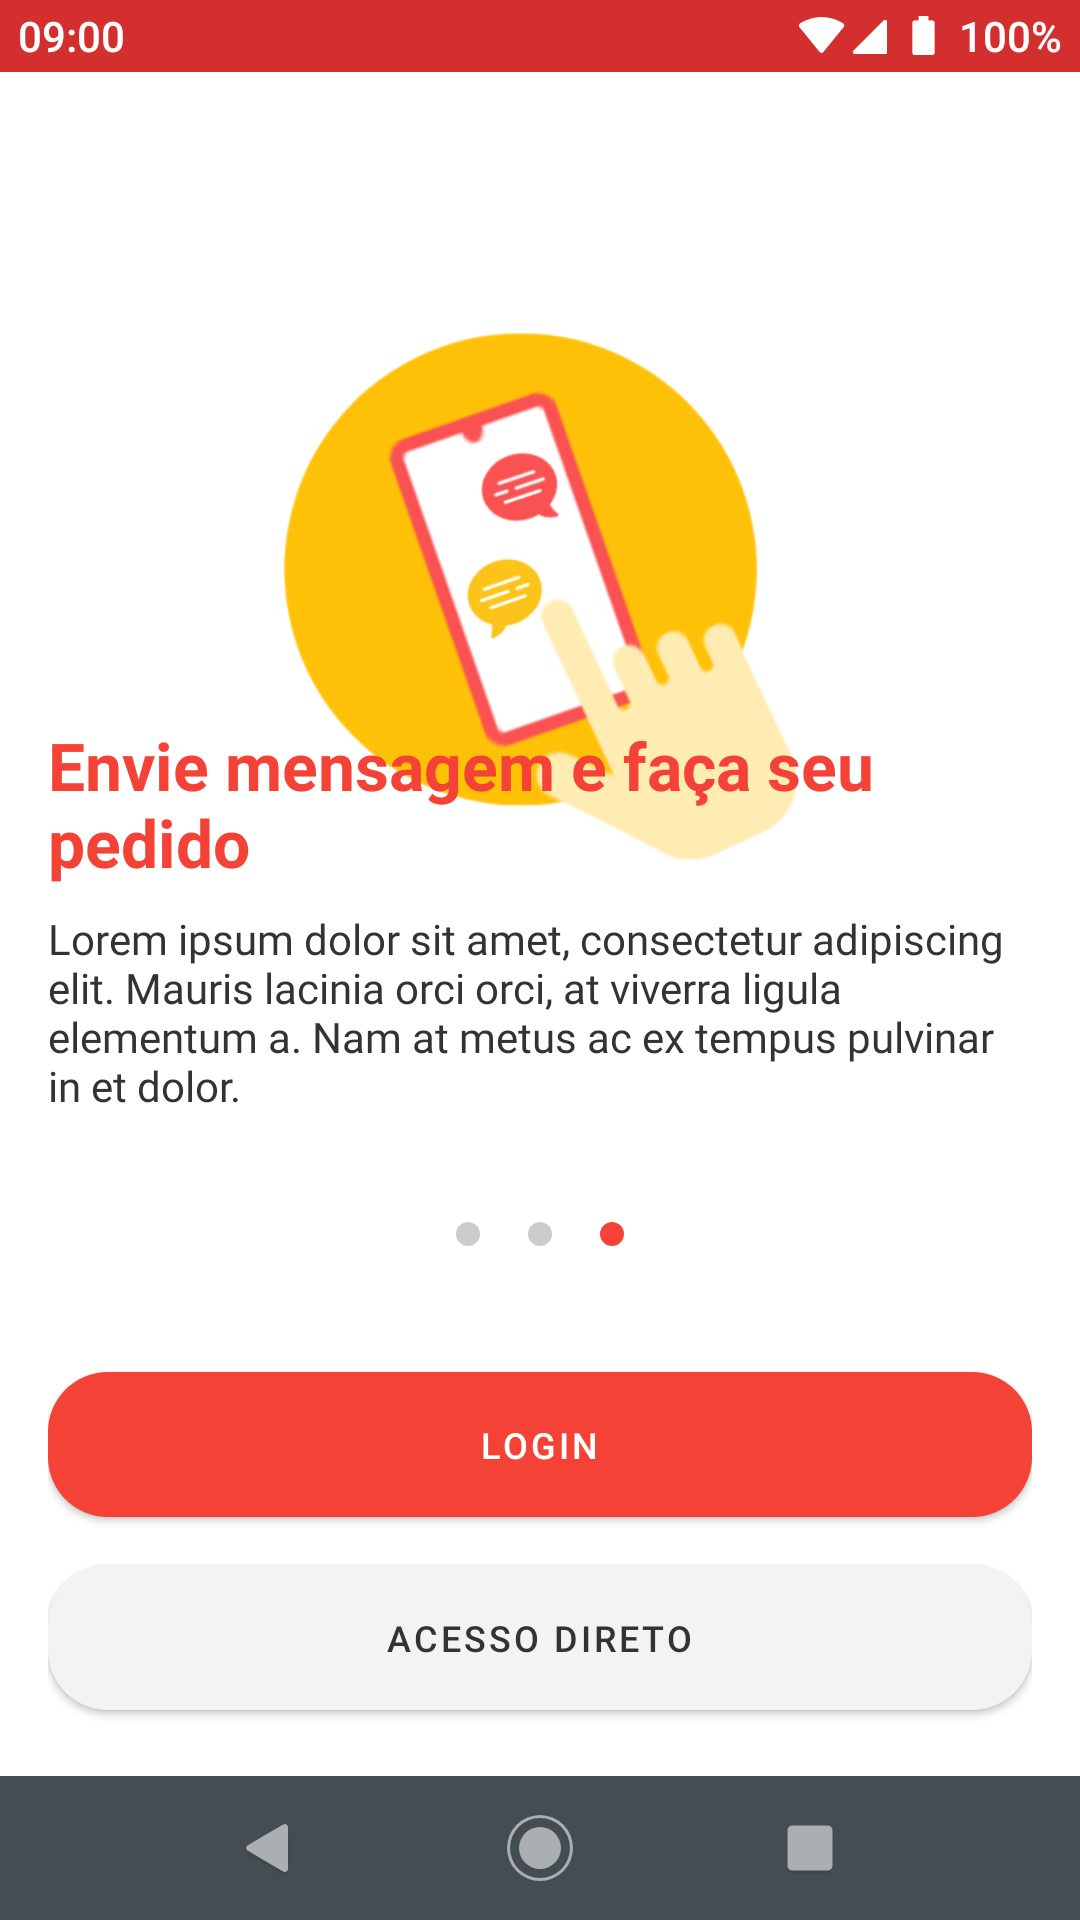 09:00
100%
Envie mensagem e faça seu
pedido
Lorem ipsum dolor sit amet, consectetur adipiscing
elit. Mauris lacinia orci orci, at viverra ligula
elementum a. Nam at metus ac ex tempus pulvinar
in et dolor.
LOGIN
ACESSO DIRETO